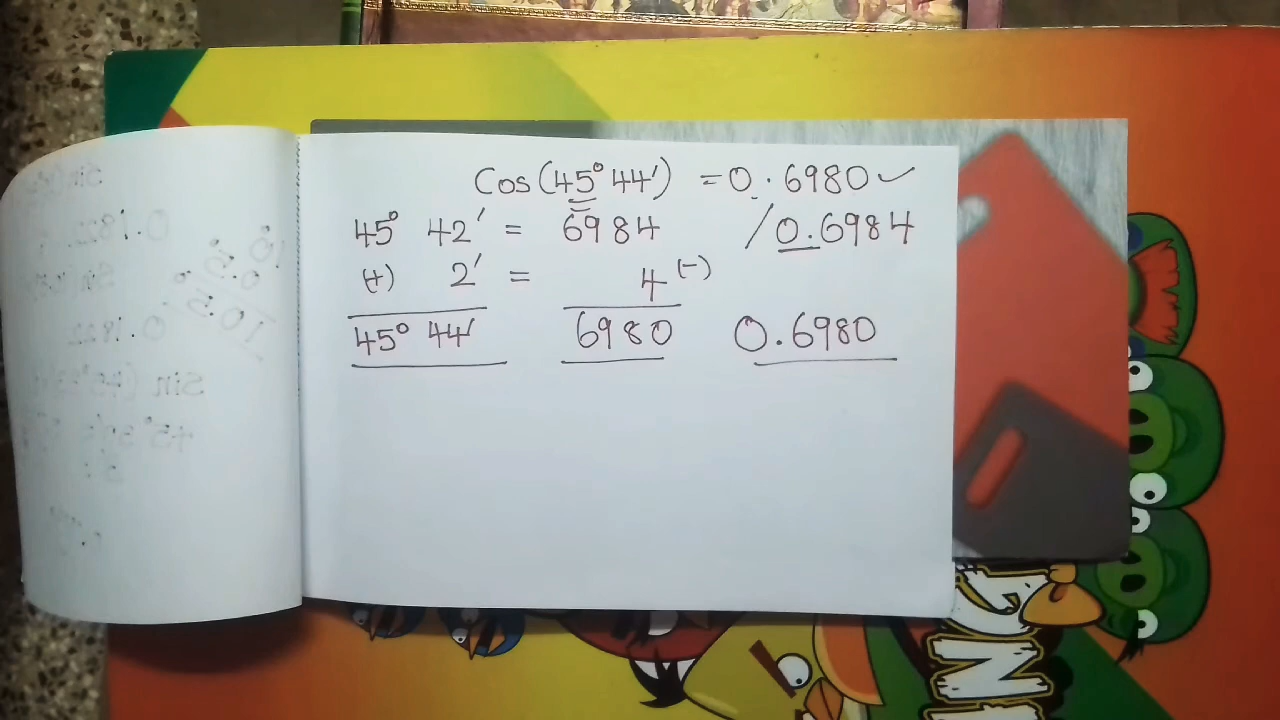 Cos(45°44') = 0.6980 ✓
45° 42' = 6984 /0.6984
(+) 2' = 4 (-)
45° 44' 6980 0.6980